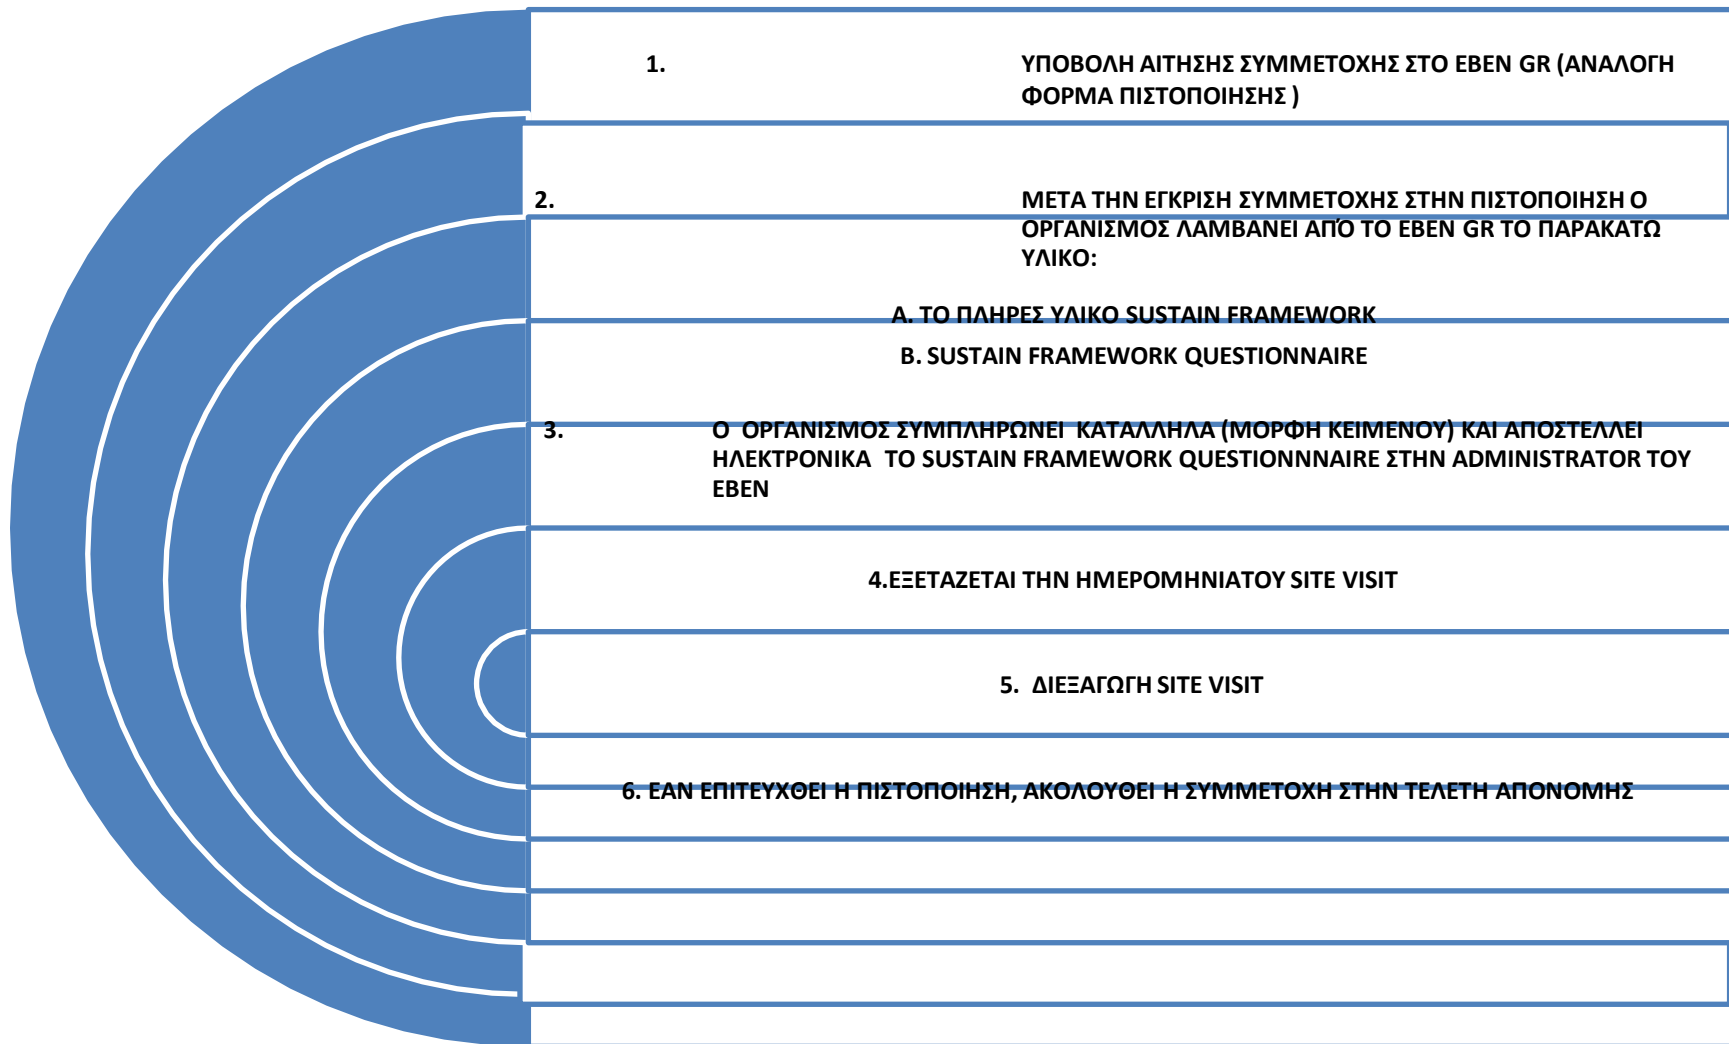 1. ΥΠΟΒΟΛΗ ΑΙΤΗΣΗΣ ΣΥΜΜΕΤΟΧΗΣ ΣΤΟ EBEN GR (ΑΝΑΛΟΓΗ
ΦΟΡΜΑ ΠΙΣΤΟΠΟΙΗΣΗΣ )
2. ΜΕΤΑ ΤΗΝ ΕΓΚΡΙΣΗ ΣΥΜΜΕΤΟΧΗΣ ΣΤΗΝ ΠΙΣΤΟΠΟΙΗΣΗ Ο
ΟΡΓΑΝΙΣΜΟΣ ΛΑΜΒΑΝΕΙ ΑΠΌ ΤΟ EBEN GR ΤΟ ΠΑΡΑΚΑΤΩ
ΥΛΙΚΟ:
Α. ΤΟ ΠΛΗΡΕΣ ΥΛΙΚΟ SUSTAIN FRAMEWORK
Β. SUSTAIN FRAMEWORK QUESTIONNAIRE
3. Ο ΟΡΓΑΝΙΣΜΟΣ ΣΥΜΠΛΗΡΩΝΕΙ ΚΑΤΑΛΛΗΛΑ (ΜΟΡΦΗ ΚΕΙΜΕΝΟΥ) ΚΑΙ ΑΠΟΣΤΕΛΛΕΙ
ΗΛΕΚΤΡΟΝΙΚΑ ΤΟ SUSTAIN FRAMEWORK QUESTIONNNAIRE ΣΤΗΝ ADMINISTRATOR ΤΟΥ
EBEN
4.ΕΞΕΤΑΖΕΤΑΙ ΤΗΝ ΗΜΕΡΟΜΗΝΙΑΤΟΥ SITE VISIT
5. ΔΙΕΞΑΓΩΓΗ SITE VISIT
6. ΕΑΝ ΕΠΙΤΕΥΧΘΕΙ Η ΠΙΣΤΟΠΟΙΗΣΗ, ΑΚΟΛΟΥΘΕΙ Η ΣΥΜΜΕΤΟΧΗ ΣΤΗΝ ΤΕΛΕΤΗ ΑΠΟΝΟΜΗΣ